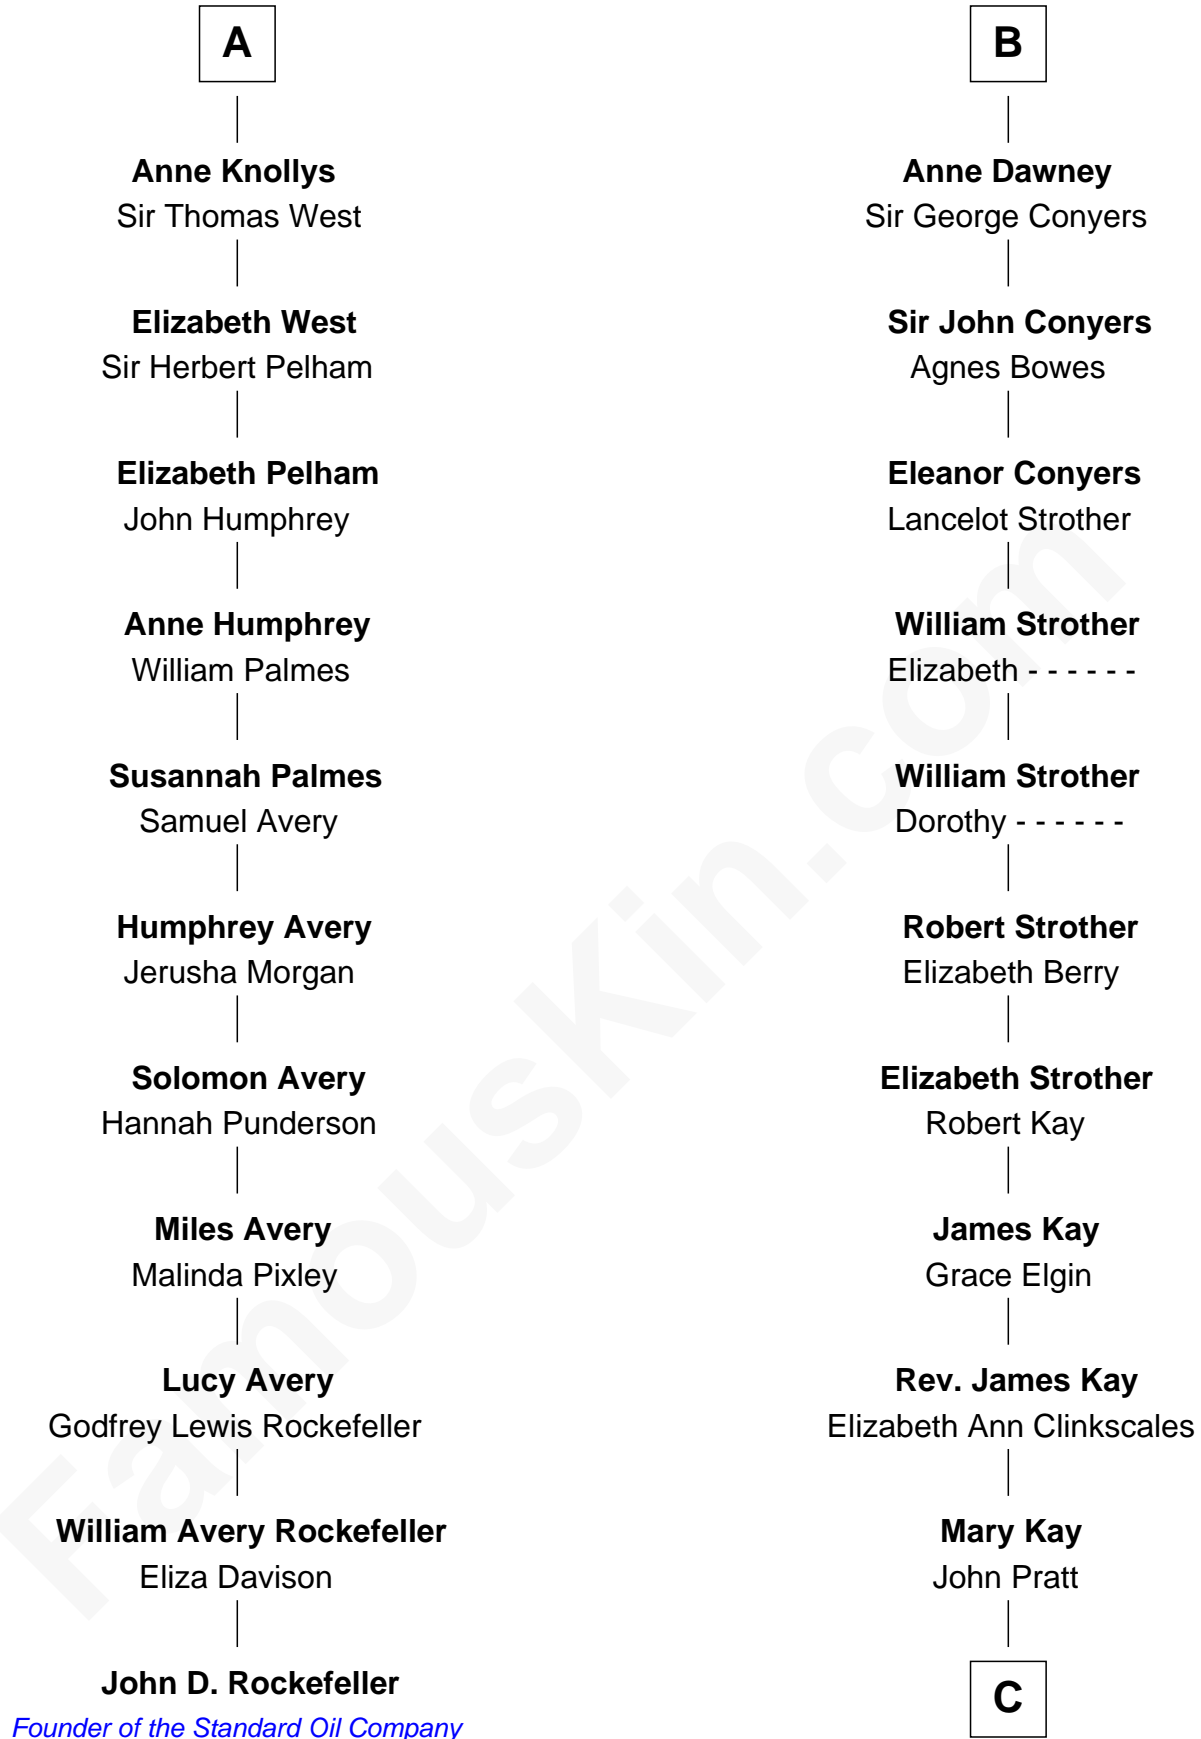 A
Anne Knollys
Sir Thomas West
Elizabeth West
Sir Herbert Pelham
Elizabeth Pelham
John Humphrey
Anne Humphrey
William Palmes
Susannah Palmes
Samuel Avery
Humphrey Avery
Jerusha Morgan
Solomon Avery
Hannah Punderson
Miles Avery
Malinda Pixley
Lucy Avery
Godfrey Lewis Rockefeller
William Avery Rockefeller
Eliza Davison
John D. Rockefeller
Founder of the Standard Oil Company
B
Anne Dawney
Sir George Conyers
Sir John Conyers
Agnes Bowes
Eleanor Conyers
Lancelot Strother
William Strother
Elizabeth - - - - - -
William Strother
Dorothy - - - - - -
Robert Strother
Elizabeth Berry
Elizabeth Strother
Robert Kay
James Kay
Grace Elgin
Rev. James Kay
Elizabeth Ann Clinkscales
Mary Kay
John Pratt
C
FamousKin.com